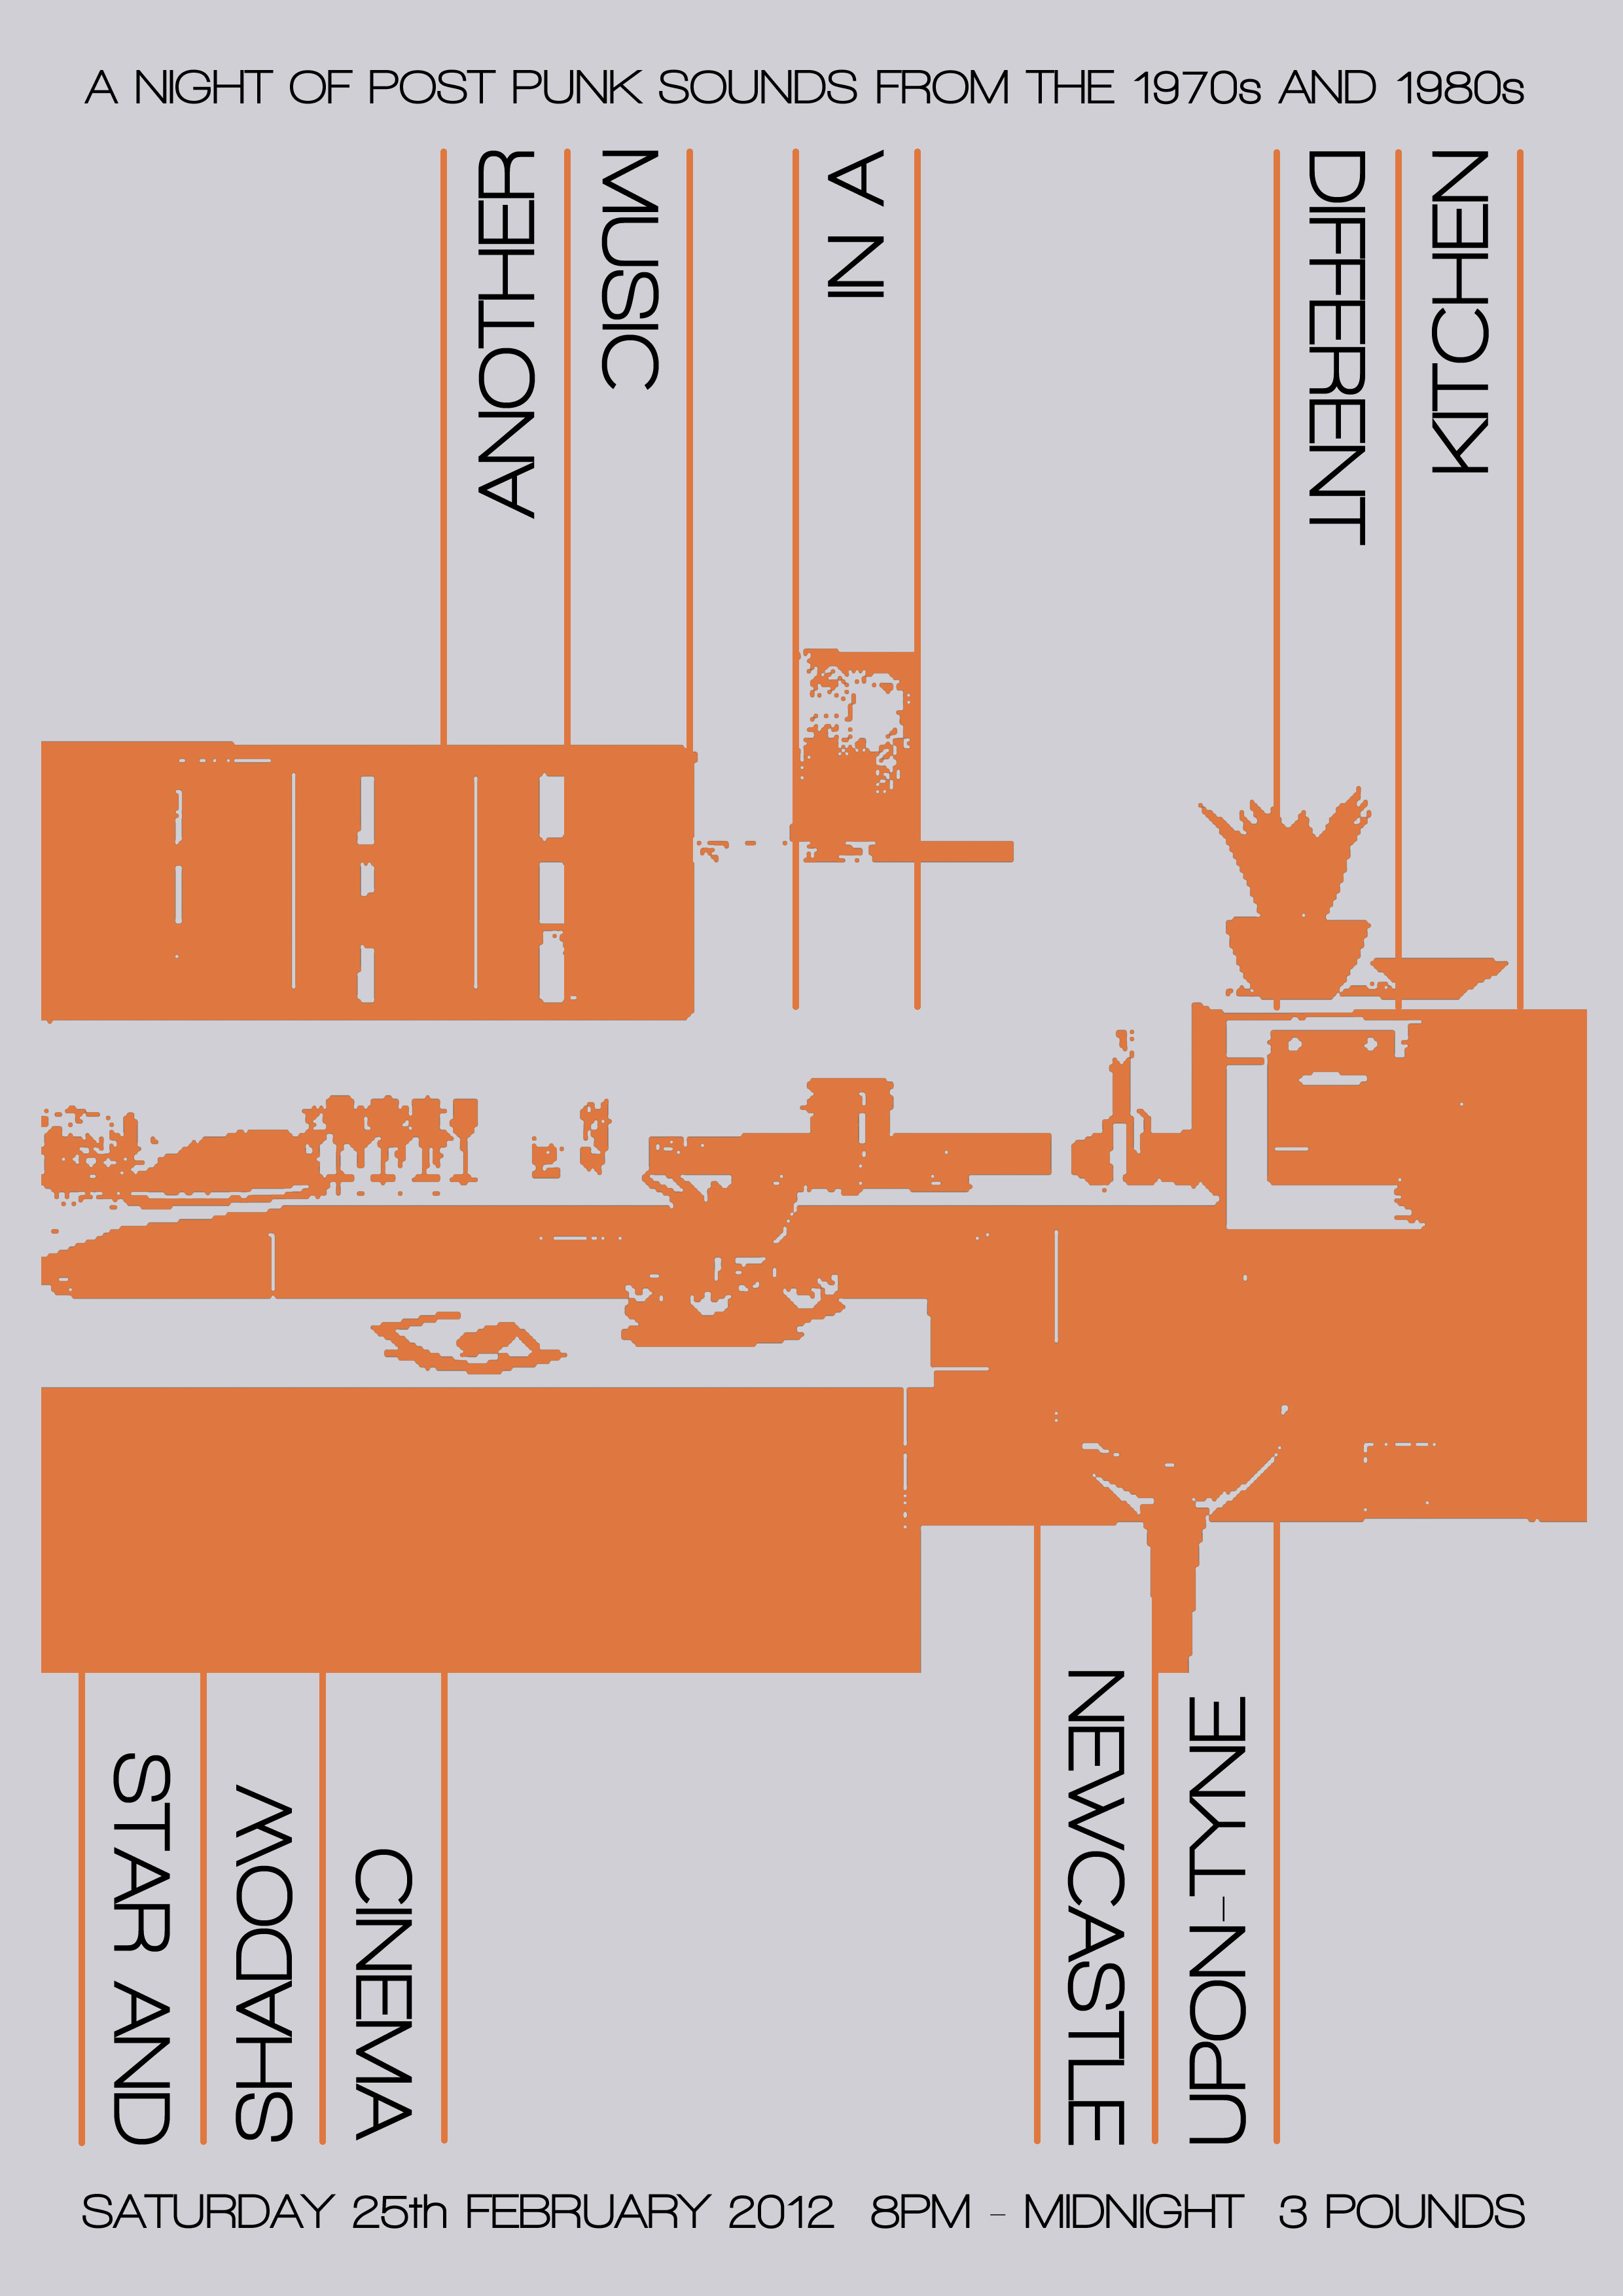 A NIGHT OF POST PUNK SOUNDS FROM THE 1970s AND 1980s
ANOTHER
MUSIC
IN A
DIFFERENT
KITCHEN
STAR AND
SHADOW
CINEMA
NEWCASTLE
UPON-TYNE
SATURDAY 25th FEBRUARY 2012 8PM - MIDNIGHT 3 POUNDS